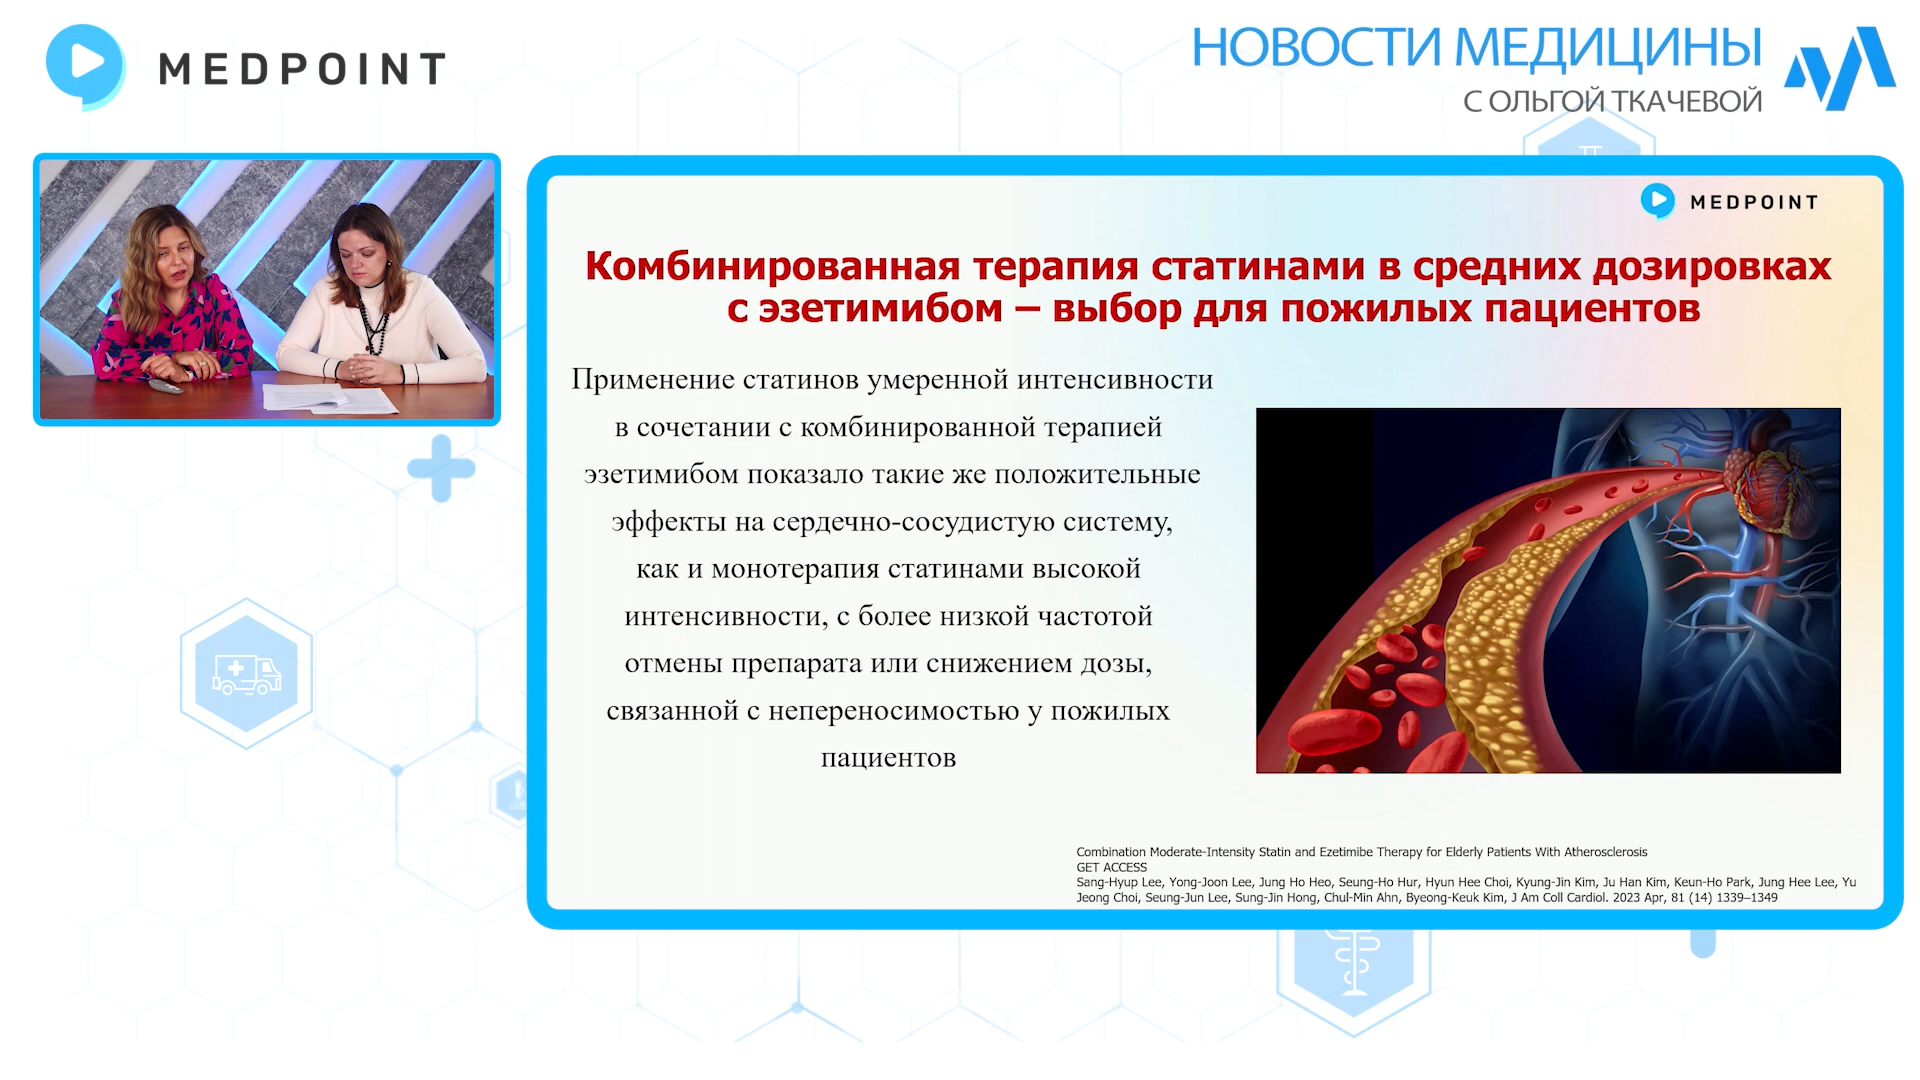 MEDPOINT
НОВОСТИ МЕДИЦИНЫ
С ОЛЬГОЙ ТКАЧЕВОЙ
MEDPOINT
Комбинированная терапия статинами в средних дозировках
с эзетимибом – выбор для пожилых пациентов
Применение статинов умеренной интенсивности
в сочетании с комбинированной терапией
эзетимибом показало такие же положительные
эффекты на сердечно-сосудистую систему,
как и монотерапия статинами высокой
интенсивности, с более низкой частотой
отмены препарата или снижением дозы,
связанной с непереносимостью у пожилых
пациентов
Combination Moderate-Intensity Statin and Ezetimibe Therapy for Elderly Patients With Atherosclerosis
GET ACCESS
Sang-Hyup Lee, Yong-Joon Lee, Jung Ho Heo, Seung-Ho Hur, Hyun Hee Choi, Kyung-Jin Kim, Ju Han Kim, Keun-Ho Park, Jung Hee Lee, Yu
Jeong Choi, Seung-Jun Lee, Sung-Jin Hong, Chul-Min Ahn, Byeong-Keuk Kim, J Am Coll Cardiol. 2023 Apr, 81 (14) 1339–1349